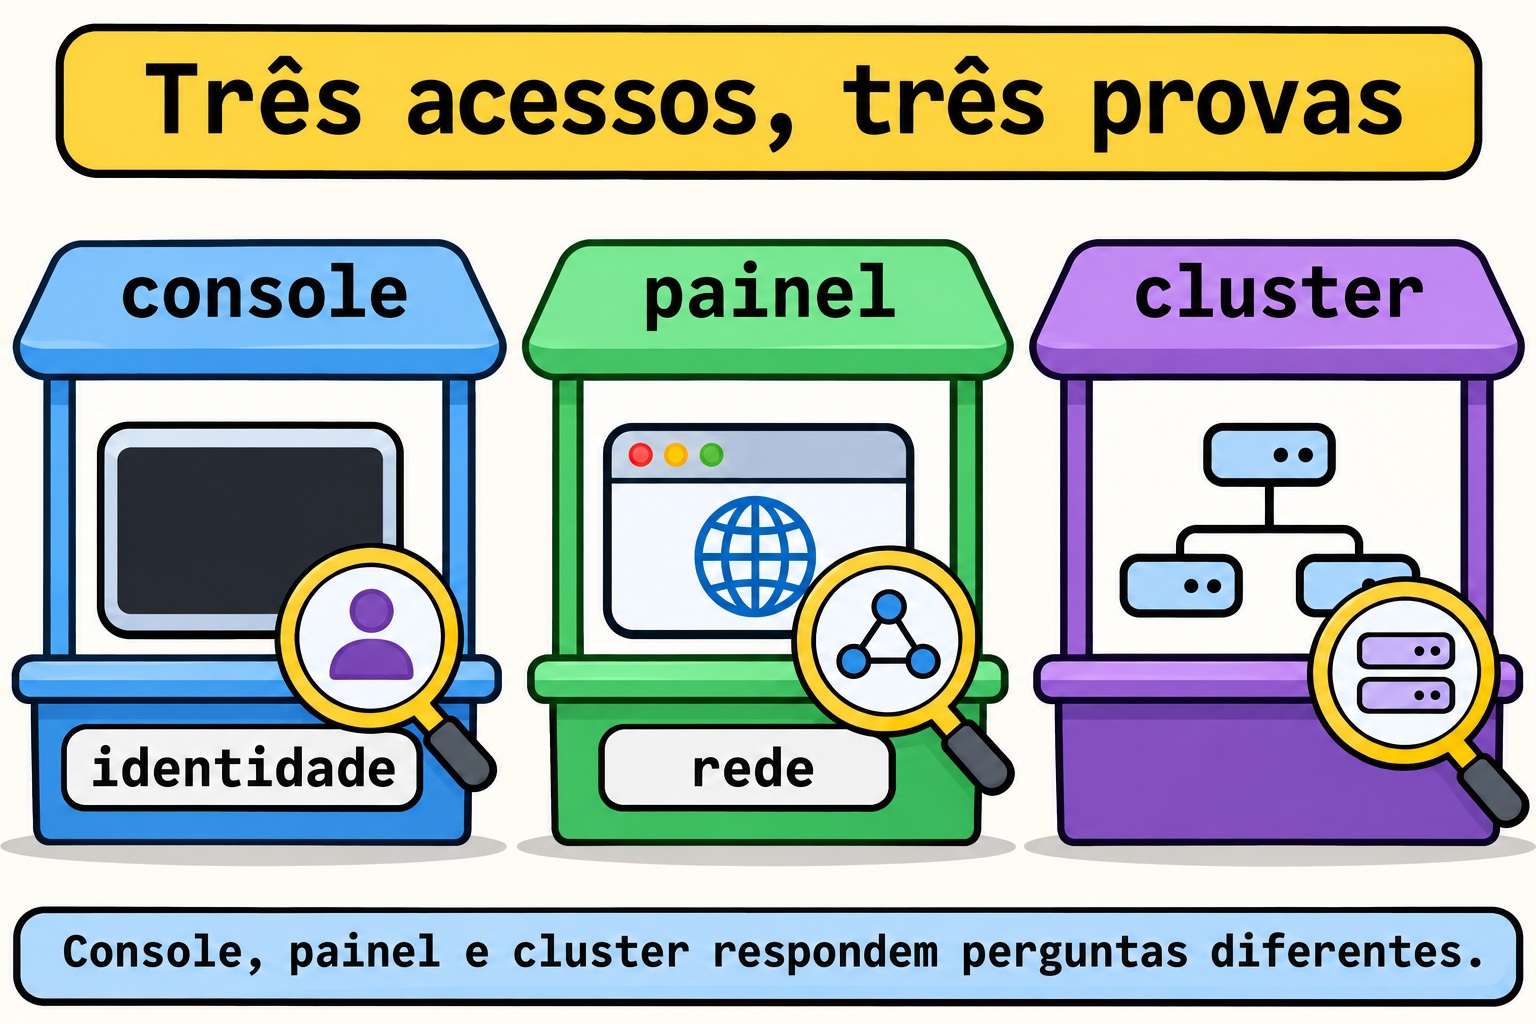 Três acessos, três provas
console
painel
cluster
identidade
rede
Console, painel e cluster respondem perguntas diferentes.